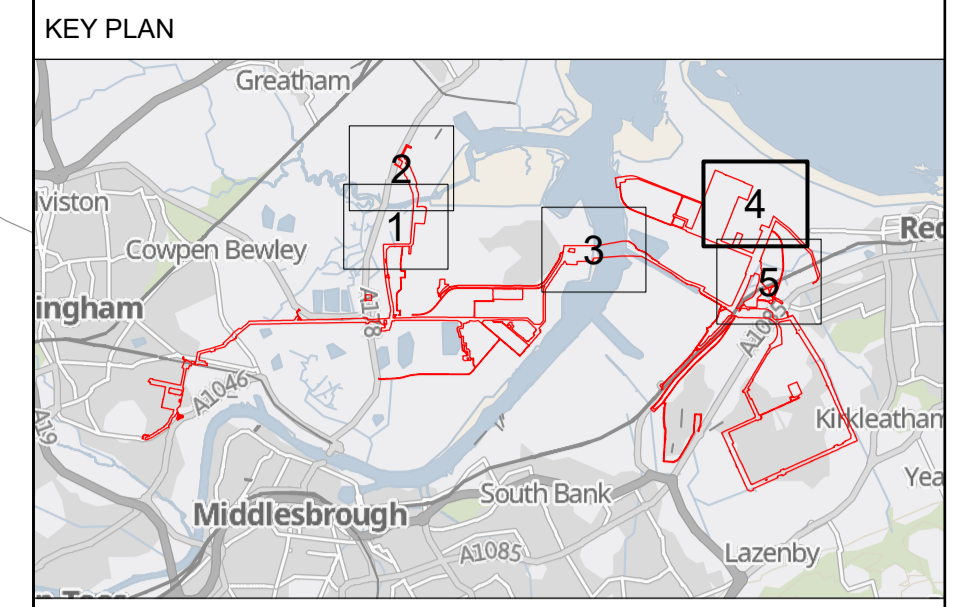 KEY PLAN
Greatham
2
4
lviston
1
Rec
Cowpen Bewley
3
5
ingham
A178
A1085
A1046
Kirkleatham
A19
Yea
South Bank
Middlesbrough
A1085
Lazenby